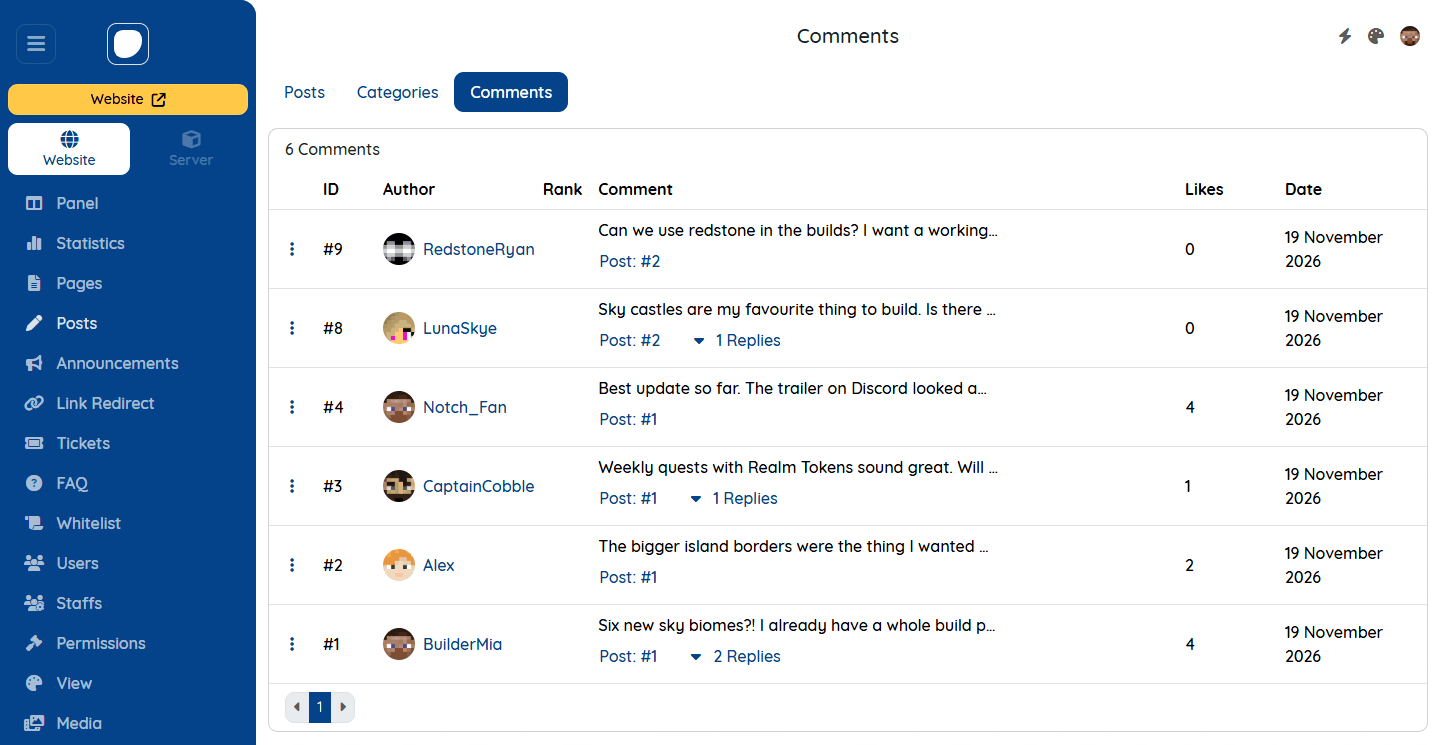 Comments
Website
Website
Server
Panel
Statistics
Pages
Posts
Announcements
Link Redirect
Tickets
FAQ
Whitelist
Users
Staffs
Permissions
View
Media
Posts Categories Comments
6 Comments
ID Author Rank Comment Likes Date
#9 RedstoneRyan Can we use redstone in the builds? I want a working... 0 19 November 2026
Post: #2
#8 LunaSkye Sky castles are my favourite thing to build. Is there ... 0 19 November 2026
Post: #2 1 Replies
#4 Notch_Fan Best update so far. The trailer on Discord looked a... 4 19 November 2026
Post: #1
#3 CaptainCobble Weekly quests with Realm Tokens sound great. Will ... 1 19 November 2026
Post: #1 1 Replies
#2 Alex The bigger island borders were the thing I wanted ... 2 19 November 2026
Post: #1
#1 BuilderMia Six new sky biomes?! I already have a whole build p... 4 19 November 2026
Post: #1 2 Replies
1